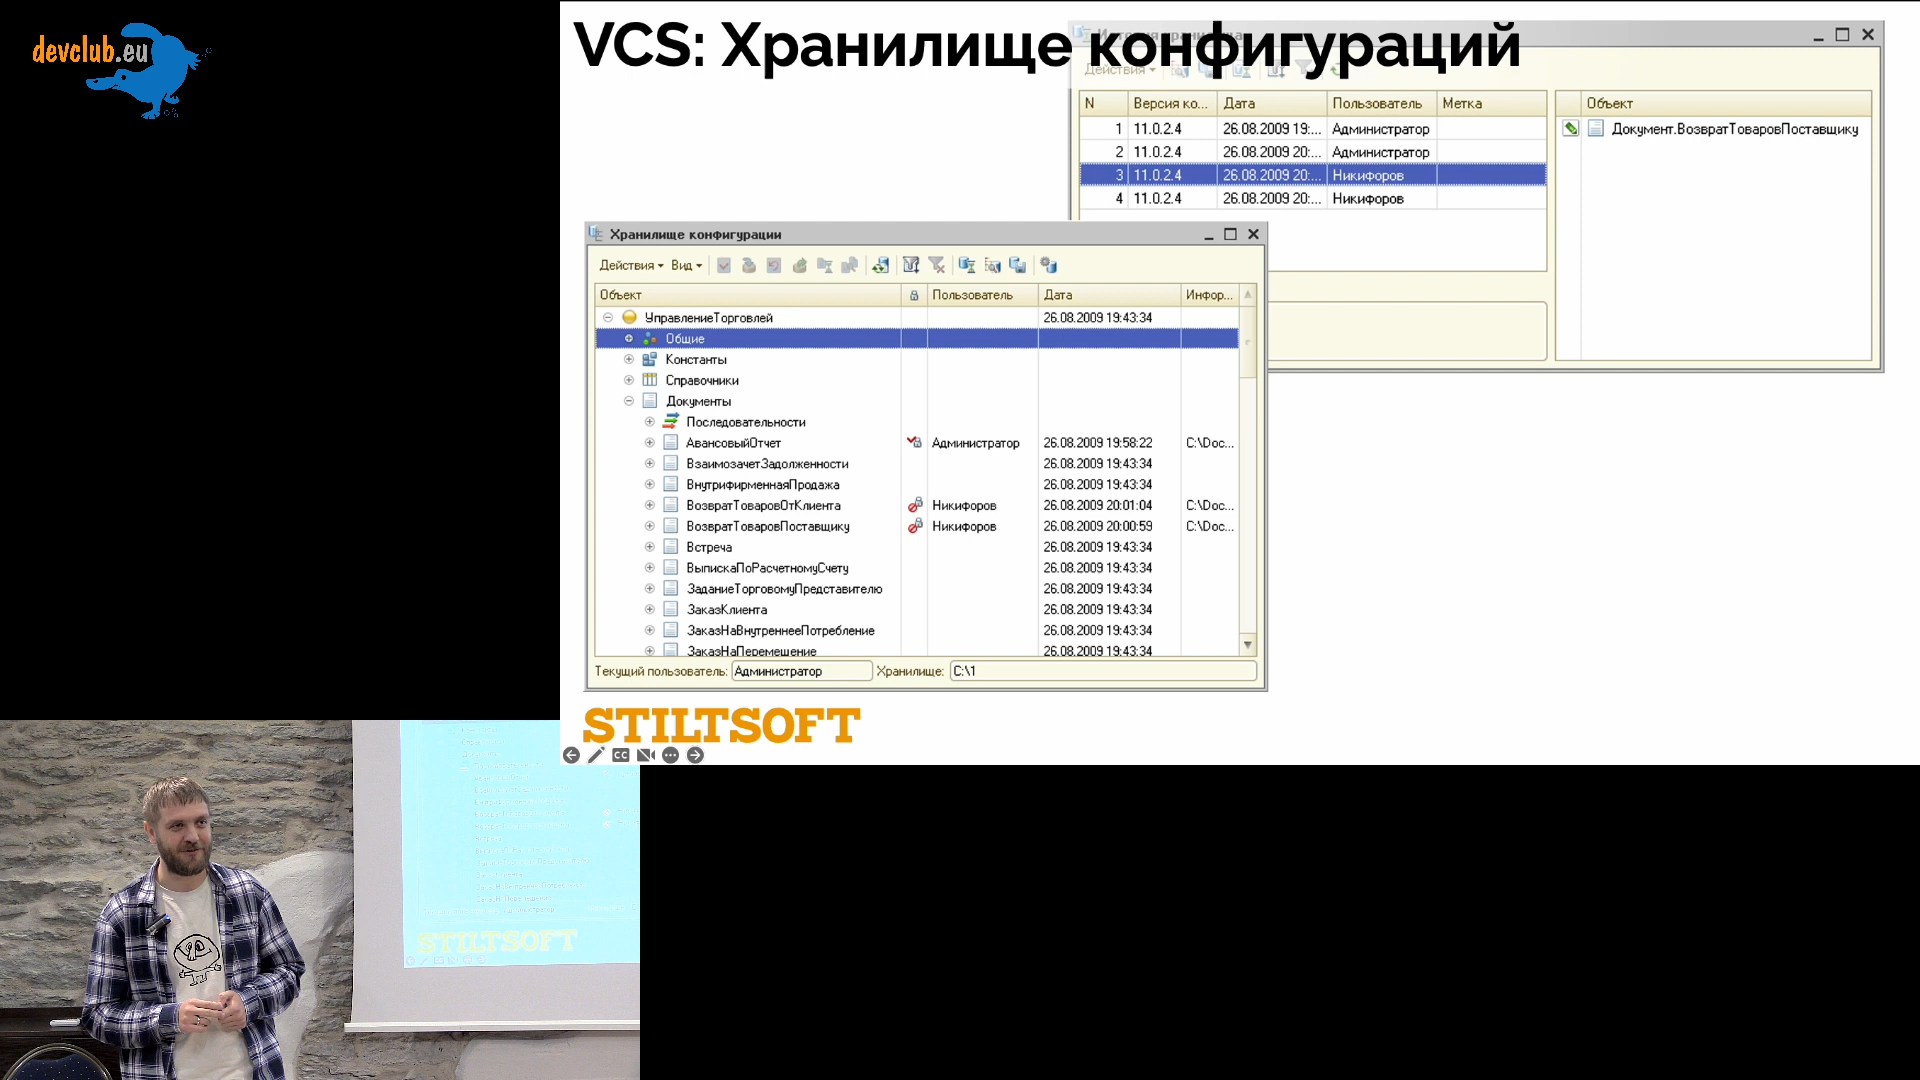 devclub.eu
VCS: Хранилище конфигураций
Действия
N Версия ко... Дата Пользователь Метка
1 11.0.2.4 26.08.2009 19:... Администратор
2 11.0.2.4 26.08.2009 20:... Администратор
3 11.0.2.4 26.08.2009 20:... Никифоров
4 11.0.2.4 26.08.2009 20:... Никифоров
Объект
Документ.ВозвратТоваровПоставщику
Хранилище конфигурации
Действия Вид
Объект Пользователь Дата Инфор...
УправлениеТорговлей 26.08.2009 19:43:34
Общие
Константы
Справочники
Документы
Последовательности
АвансовыйОтчет Администратор 26.08.2009 19:58:22 C:\Doc...
ВзаимозачетЗадолженности 26.08.2009 19:43:34
ВнутрифирменнаяПродажа 26.08.2009 19:43:34
ВозвратТоваровОтКлиента Никифоров 26.08.2009 20:01:04 C:\Doc...
ВозвратТоваровПоставщику Никифоров 26.08.2009 20:00:59 C:\Doc...
Встреча 26.08.2009 19:43:34
ВыпискаПоРасчетномуСчету 26.08.2009 19:43:34
ЗаданиеТорговомуПредставителю 26.08.2009 19:43:34
ЗаказКлиента 26.08.2009 19:43:34
ЗаказНаВнутреннееПотребление 26.08.2009 19:43:34
ЗаказНаПеремещение 26.08.2009 19:43:34
Текущий пользователь: Администратор Хранилище: C:\1
STILTSOFT
CC
STILTSOFT